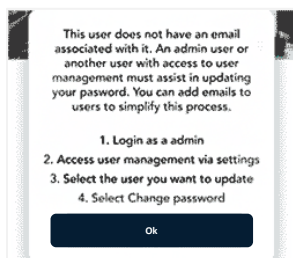 This user does not have an email
associated with it. An admin user or
another user with access to user
management must assist in updating
your password. You can add emails to
users to simplify this process.
1. Login as a admin
2. Access user management via settings
3. Select the user you want to update
4. Select Change password
Ok